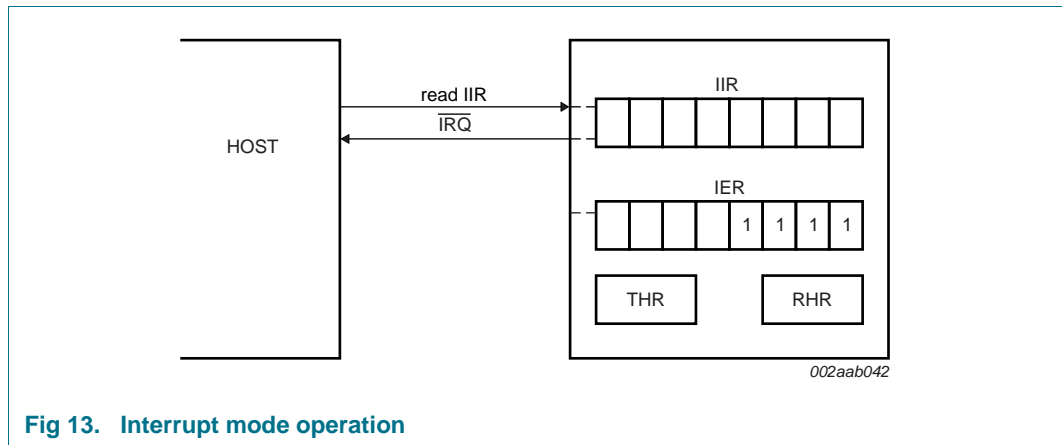 IIR
read IIR
IRQ
HOST
IER
1 1 1 1
THR RHR
002aab042
Fig 13. Interrupt mode operation